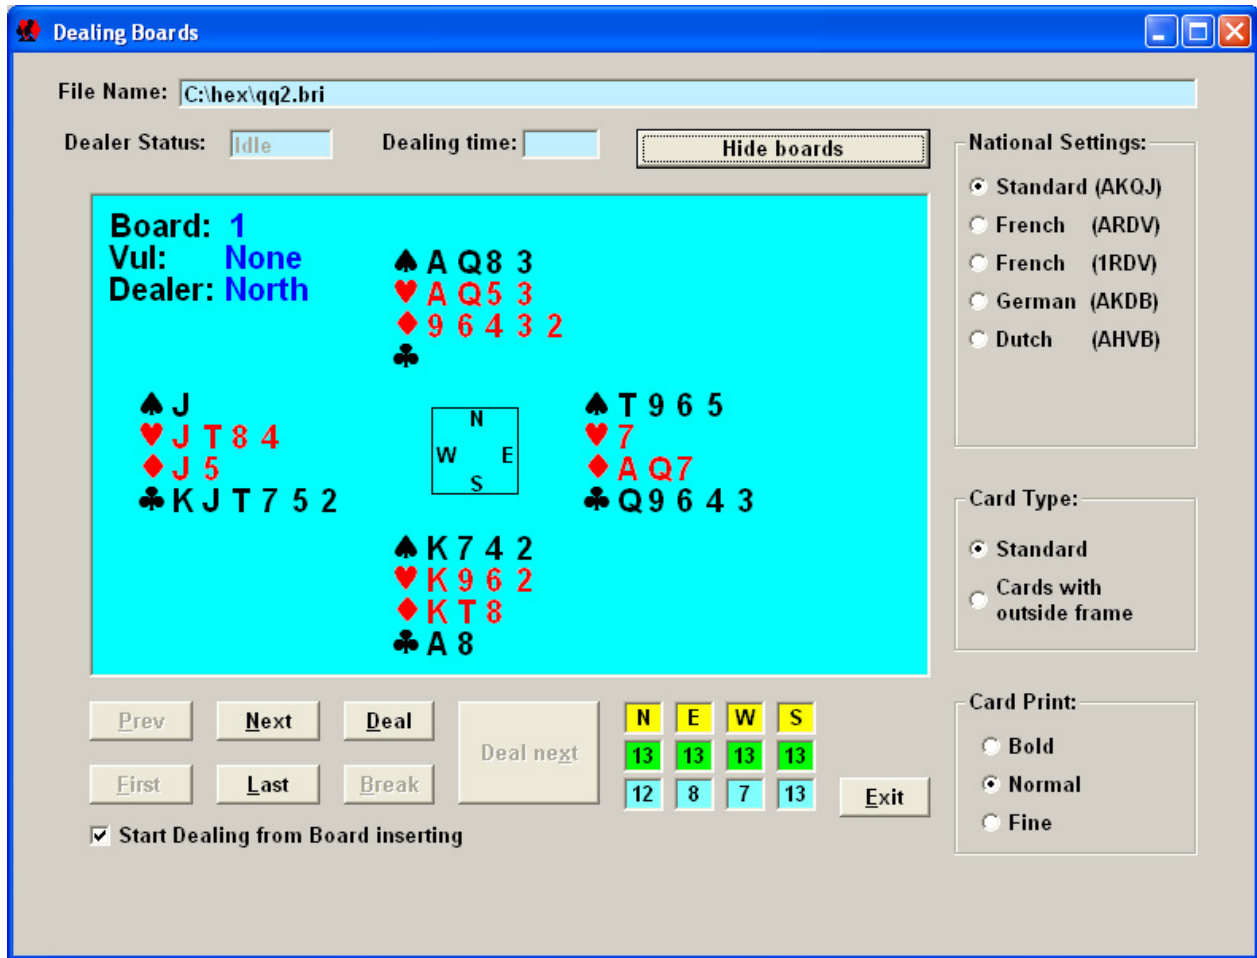 Dealing Boards
File Name: C:\hex\qq2.bri
Dealer Status: Idle Dealing time: Hide boards
National Settings:
Standard (AKQJ)
French (ARDV)
French (1RDV)
German (AKDB)
Dutch (AHVB)
Board: 1
Vul: None
Dealer: North
♠ A Q 8 3
♥ A Q 5 3
♦ 9 6 4 3 2
♣
♠ J
♥ J T 8 4
♦ J 5
♣ K J T 7 5 2
N
W E
S
♠ T 9 6 5
♥ 7
♦ A Q 7
♣ Q 9 6 4 3
♠ K 7 4 2
♥ K 9 6 2
♦ K T 8
♣ A 8
Card Type:
Standard
Cards with
outside frame
Prev Next Deal
Deal next
First Last Break
N E W S
13 13 13 13
12 8 7 13
Exit
Start Dealing from Board inserting
Card Print:
Bold
Normal
Fine